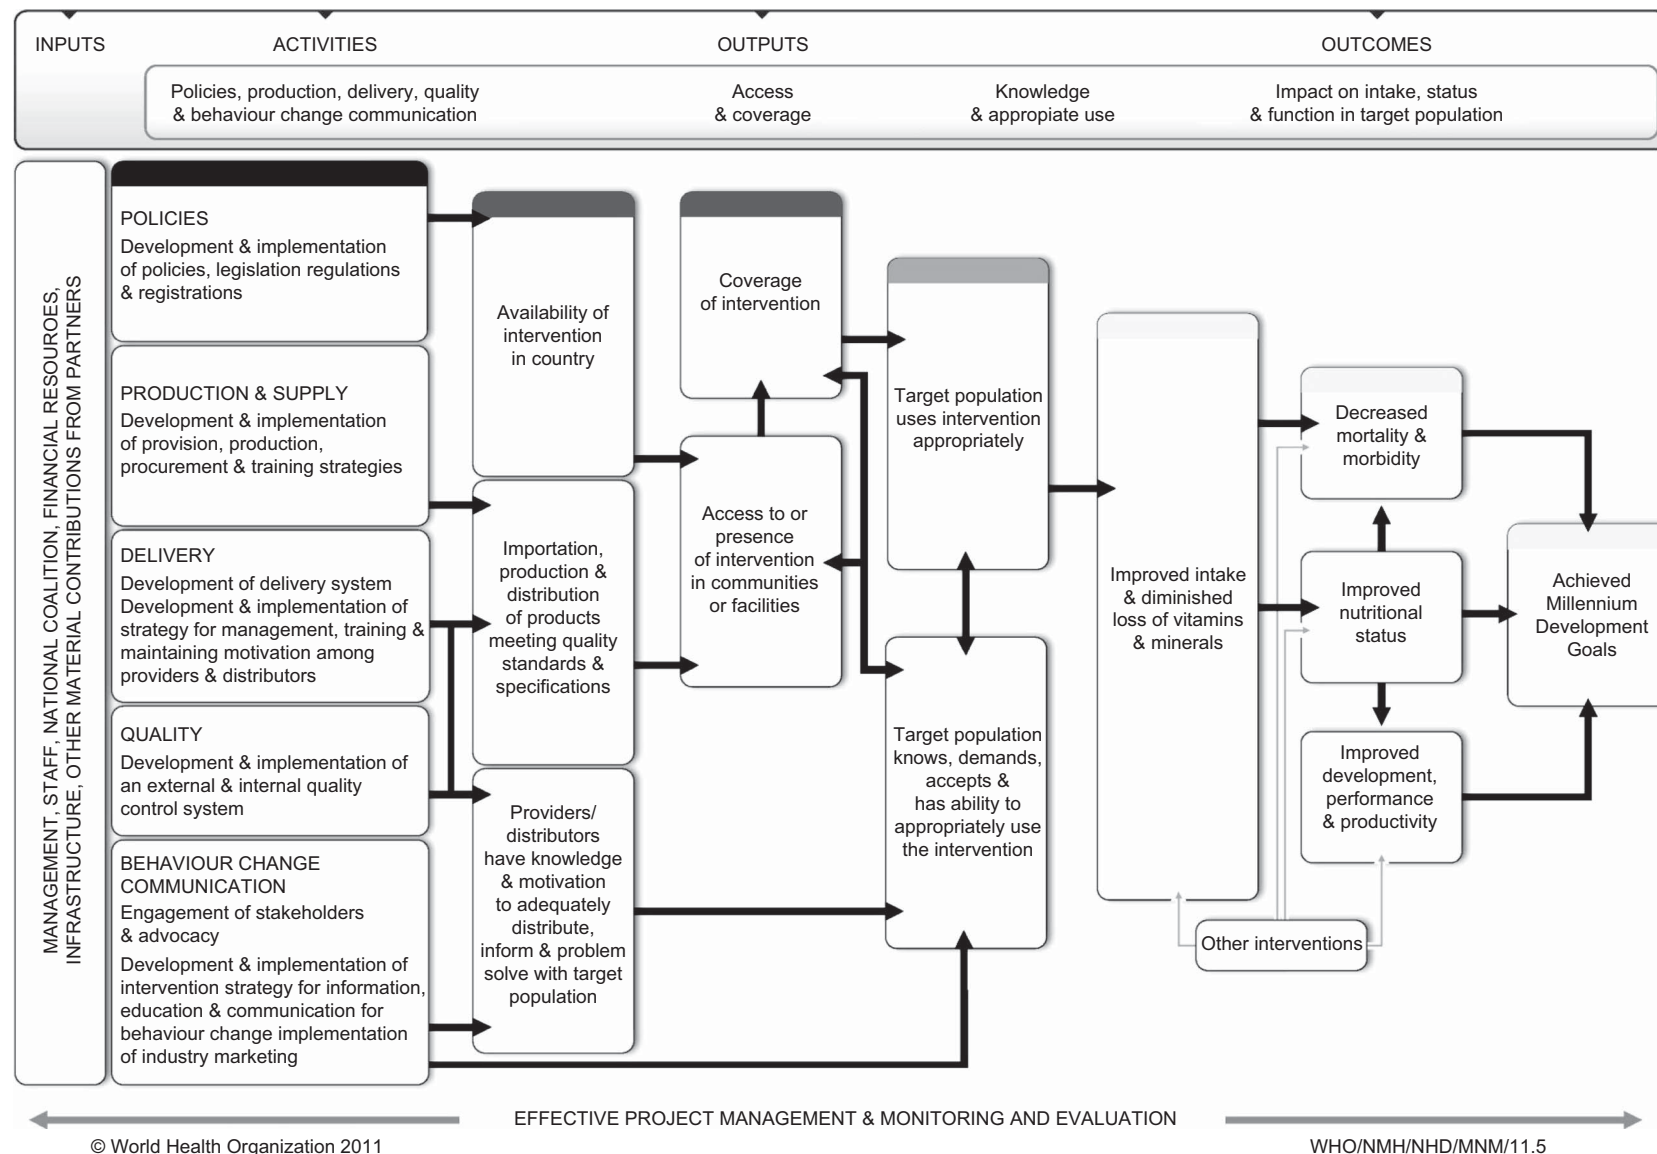 INPUTS
ACTIVITIES
OUTPUTS
OUTCOMES
Policies, production, delivery, quality
& behaviour change communication
Access
& coverage
Knowledge
& appropiate use
Impact on intake, status
& function in target population
MANAGEMENT, STAFF, NATIONAL COALITION, FINANCIAL RESOUROES,
INFRASTRUCTURE, OTHER MATERIAL CONTRIBUTIONS FROM PARTNERS
POLICIES
Development & implementation
of policies, legislation regulations
& registrations
PRODUCTION & SUPPLY
Development & implementation
of provision, production,
procurement & training strategies
DELIVERY
Development of delivery system
Development & implementation of
strategy for management, training &
maintaining motivation among
providers & distributors
QUALITY
Development & implementation of
an external & internal quality
control system
BEHAVIOUR CHANGE
COMMUNICATION
Engagement of stakeholders
& advocacy
Development & implementation of
intervention strategy for information,
education & communication for
behaviour change implementation
of industry marketing
Availability of
intervention
in country
Importation,
production &
distribution
of products
meeting quality
standards &
specifications
Providers/
distributors
have knowledge
& motivation
to adequately
distribute,
inform & problem
solve with target
population
Coverage
of intervention
Access to or
presence
of intervention
in communities
or facilities
Target population
uses intervention
appropriately
Target population
knows, demands,
accepts &
has ability to
appropriately use
the intervention
Improved intake
& diminished
loss of vitamins
& minerals
Decreased
mortality &
morbidity
Improved
nutritional
status
Improved
development,
performance
& productivity
Achieved
Millennium
Development
Goals
Other interventions
EFFECTIVE PROJECT MANAGEMENT & MONITORING AND EVALUATION
© World Health Organization 2011
WHO/NMH/NHD/MNM/11.5